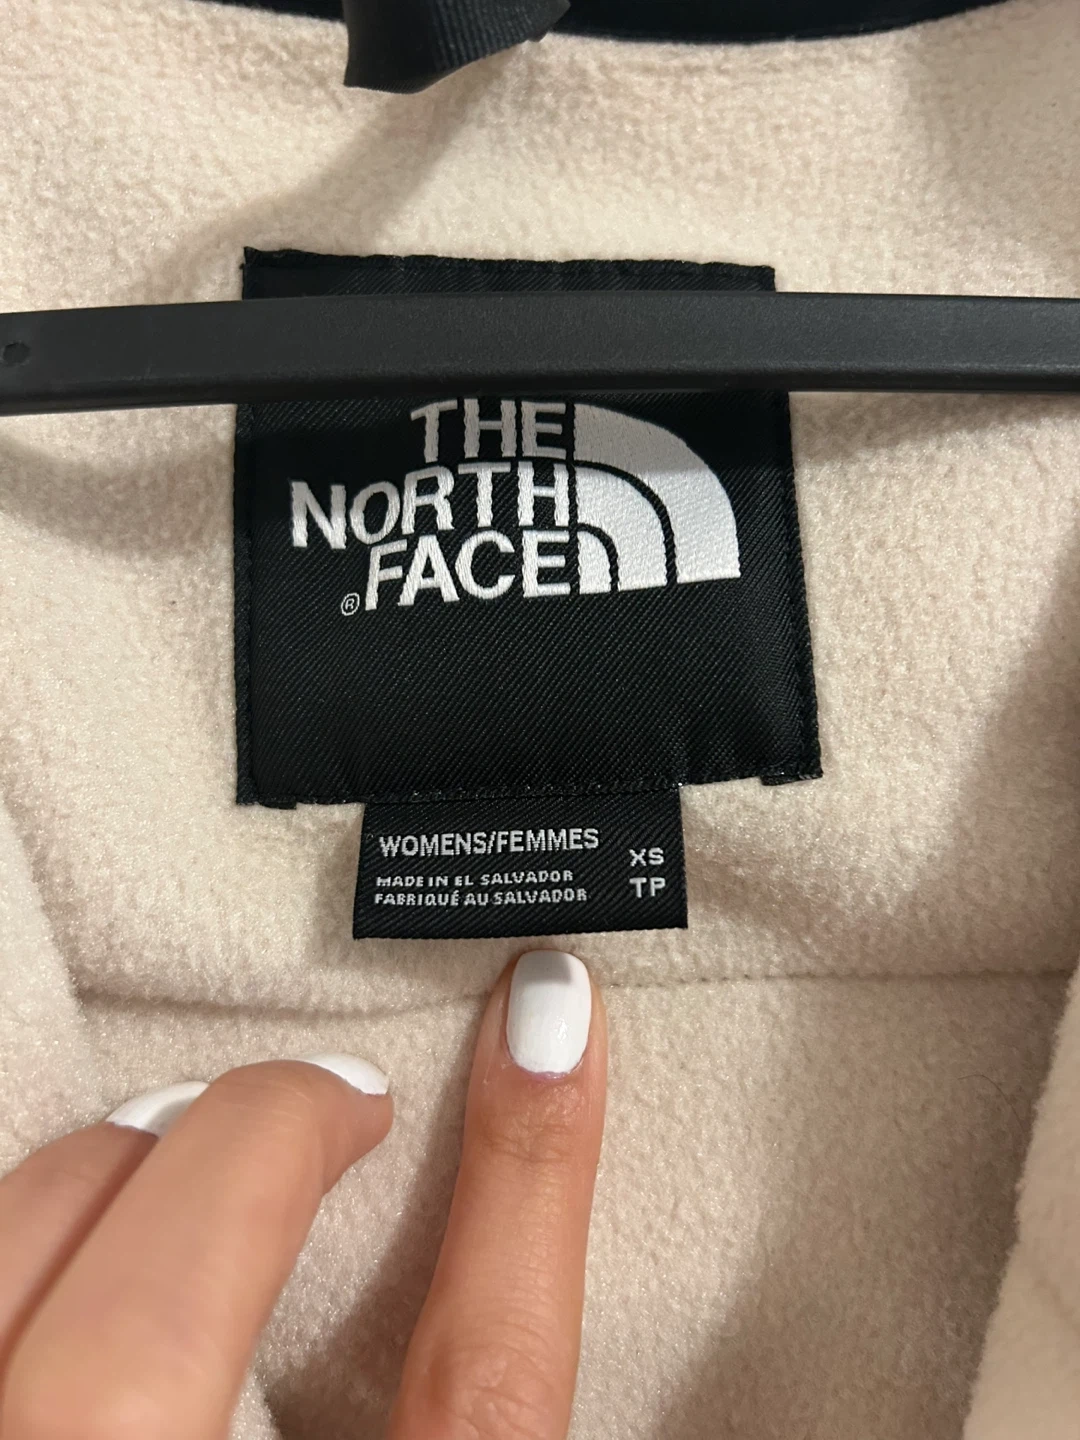 THE
NORTH
FACE
®
WOMENS/FEMMES
MADE IN EL SALVADOR
FABRIQUÉ AU SALVADOR
XS
TP